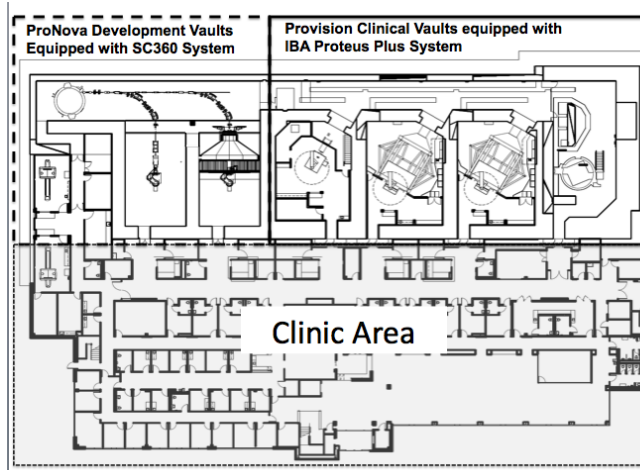 ProNova Development Vaults
Equipped with SC360 System
Provision Clinical Vaults equipped with
IBA Proteus Plus System
Clinic Area